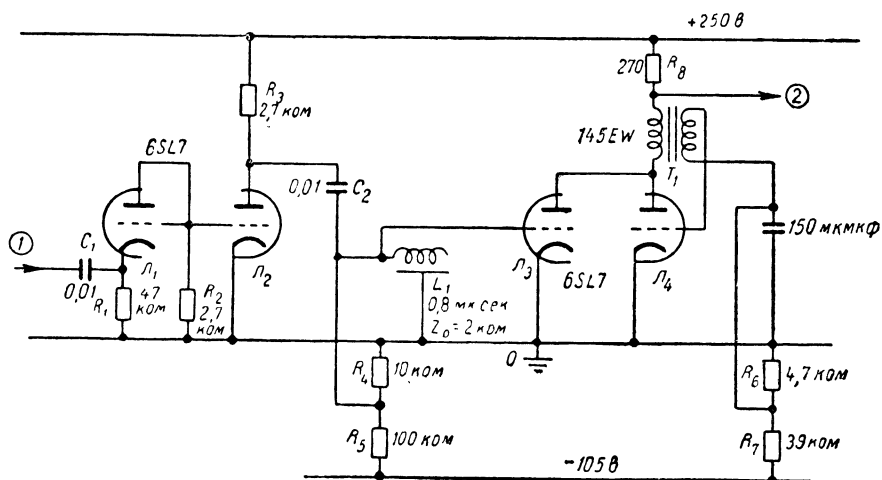 +250 в
R3
2,7 ком
270
R8
2
145EW
T1
6SL7
0,01
C2
1
C1
0,01
Л1
R1
47
ком
R2
2,7
ком
Л2
L1
0,8 мк сек
Z0 = 2 ком
Л3
6SL7
Л4
150 мкмкф
0
R4
10 ком
R5
100 ком
R6
4,7 ком
R7
39 ком
-105 в